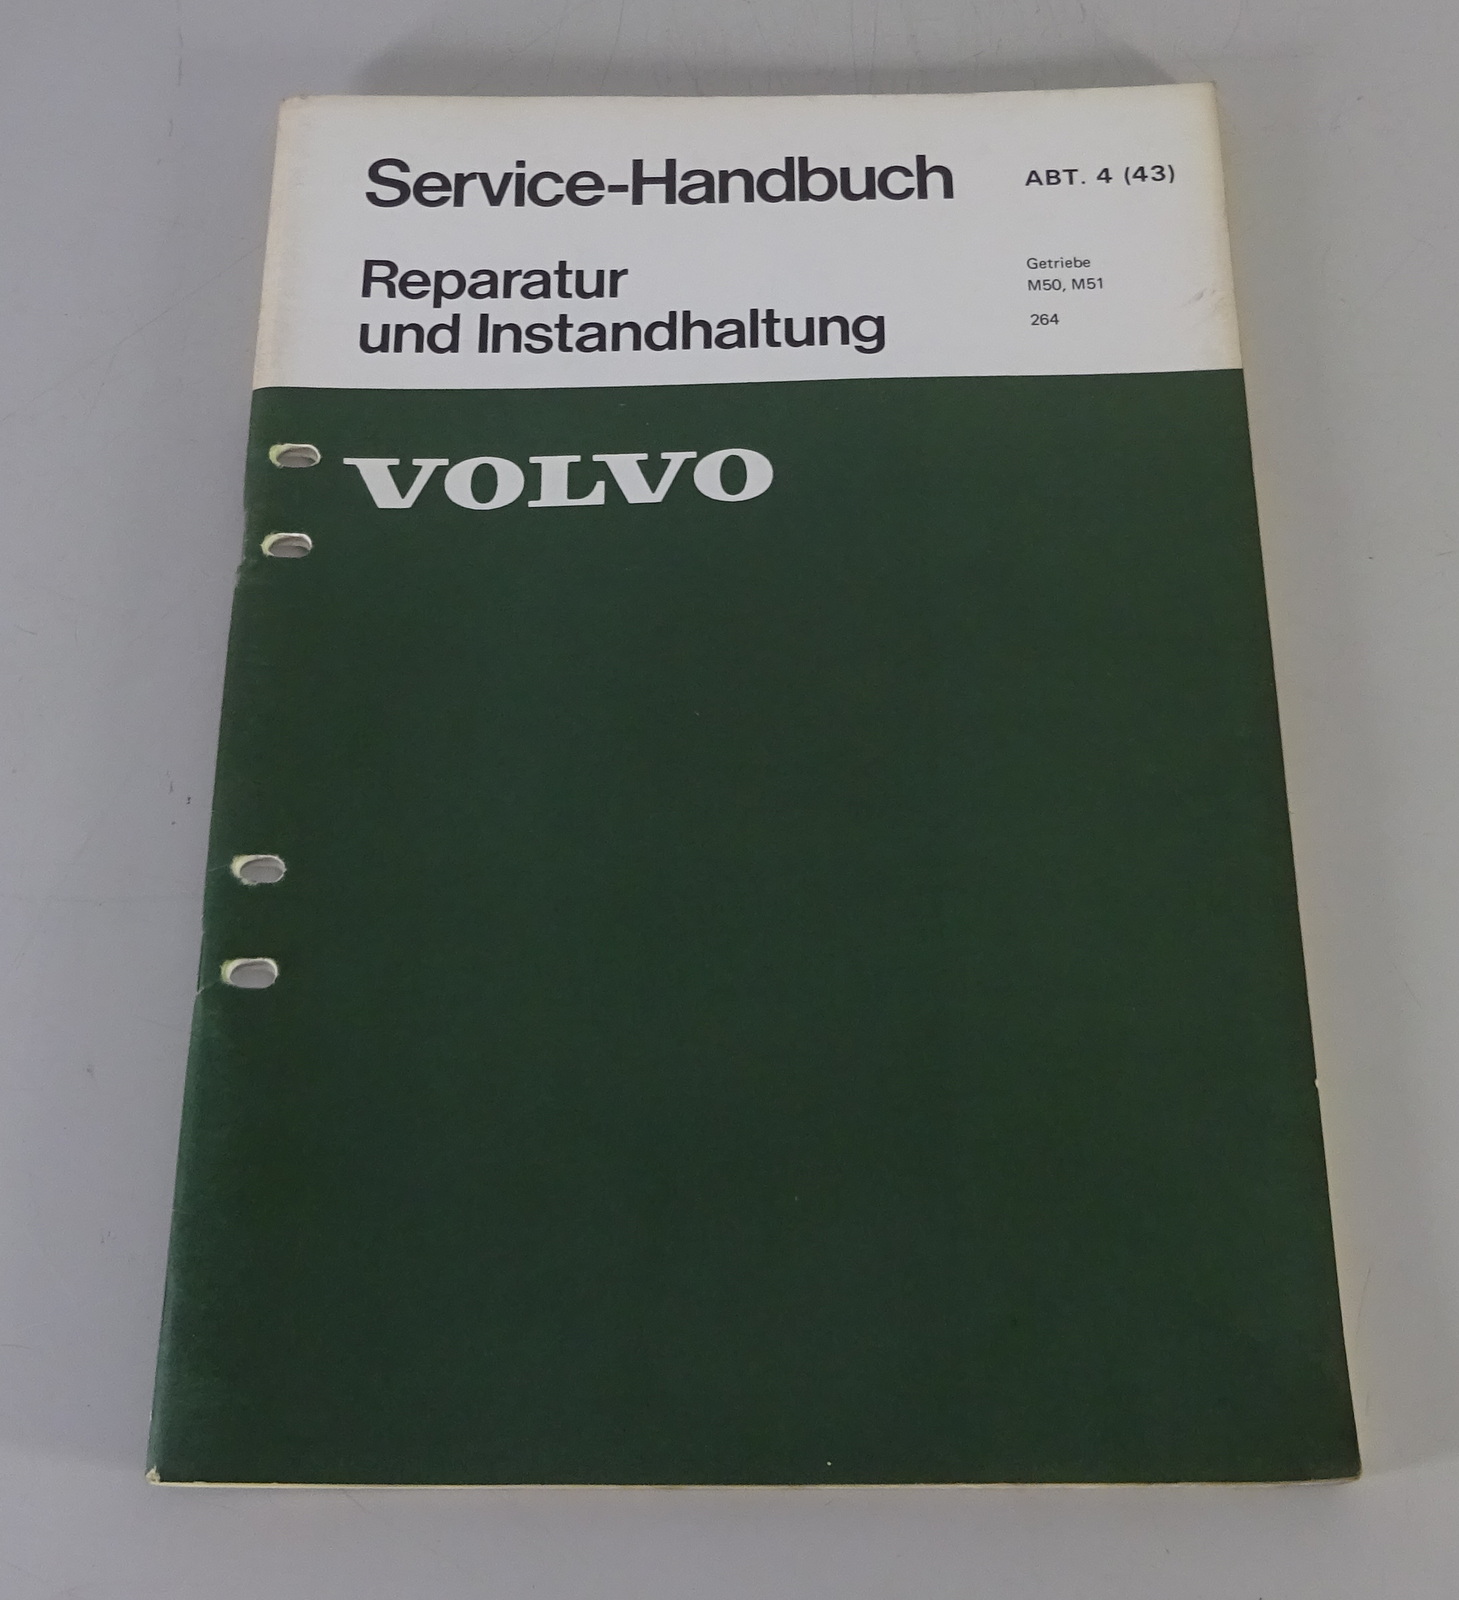 Service-Handbuch
ABT. 4 (43)
Reparatur
und Instandhaltung
Getriebe
M50, M51
264
VOLVO